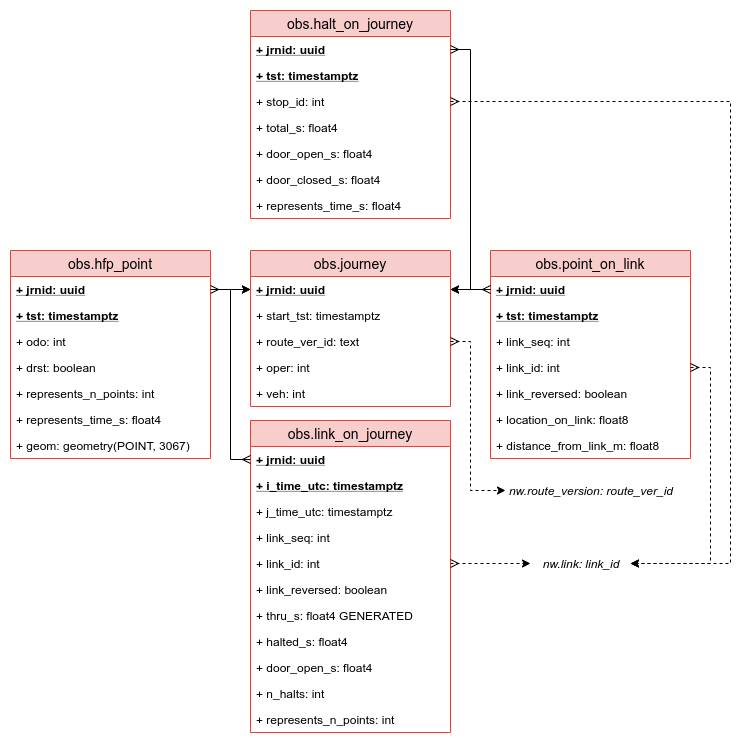 obs.halt_on_journey
+ jrnid: uuid
+ tst: timestamptz
+ stop_id: int
+ total_s: float4
+ door_open_s: float4
+ door_closed_s: float4
+ represents_time_s: float4
obs.hfp_point
+ jrnid: uuid
+ tst: timestamptz
+ odo: int
+ drst: boolean
+ represents_n_points: int
+ represents_time_s: float4
+ geom: geometry(POINT, 3067)
obs.journey
+ jrnid: uuid
+ start_tst: timestamptz
+ route_ver_id: text
+ oper: int
+ veh: int
obs.point_on_link
+ jrnid: uuid
+ tst: timestamptz
+ link_seq: int
+ link_id: int
+ link_reversed: boolean
+ location_on_link: float8
+ distance_from_link_m: float8
obs.link_on_journey
+ jrnid: uuid
+ i_time_utc: timestamptz
+ j_time_utc: timestamptz
+ link_seq: int
+ link_id: int
+ link_reversed: boolean
+ thru_s: float4 GENERATED
+ halted_s: float4
+ door_open_s: float4
+ n_halts: int
+ represents_n_points: int
nw.route_version: route_ver_id
nw.link: link_id